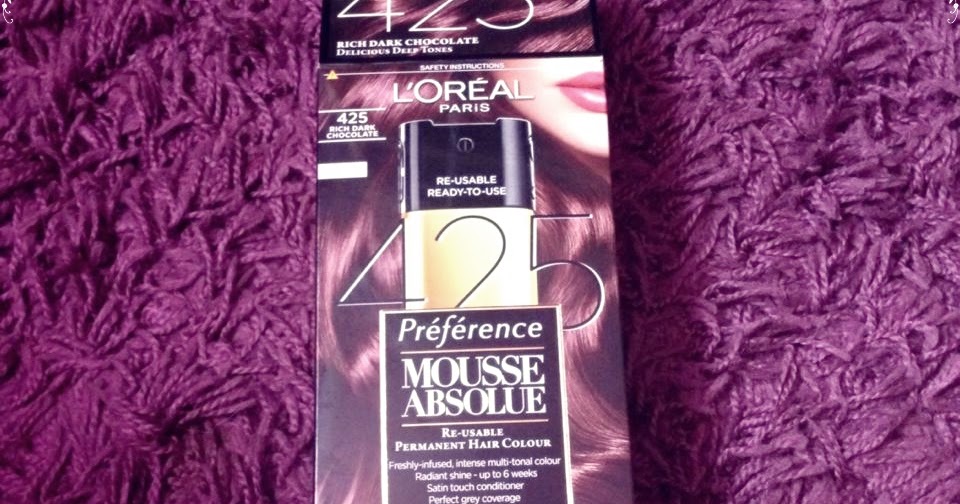 425
RICH DARK CHOCOLATE
DELICIOUS DEEP TONES
SAFETY INSTRUCTIONS
L'ORÉAL
PARIS
425
RICH DARK
CHOCOLATE
RE-USABLE
READY-TO-USE
425
Préférence
MOUSSE
ABSOLUE
RE-USABLE
PERMANENT HAIR COLOUR
Freshly-infused, intense multi-tonal colour
Radiant shine - up to 6 weeks
Satin touch conditioner
Perfect grey coverage